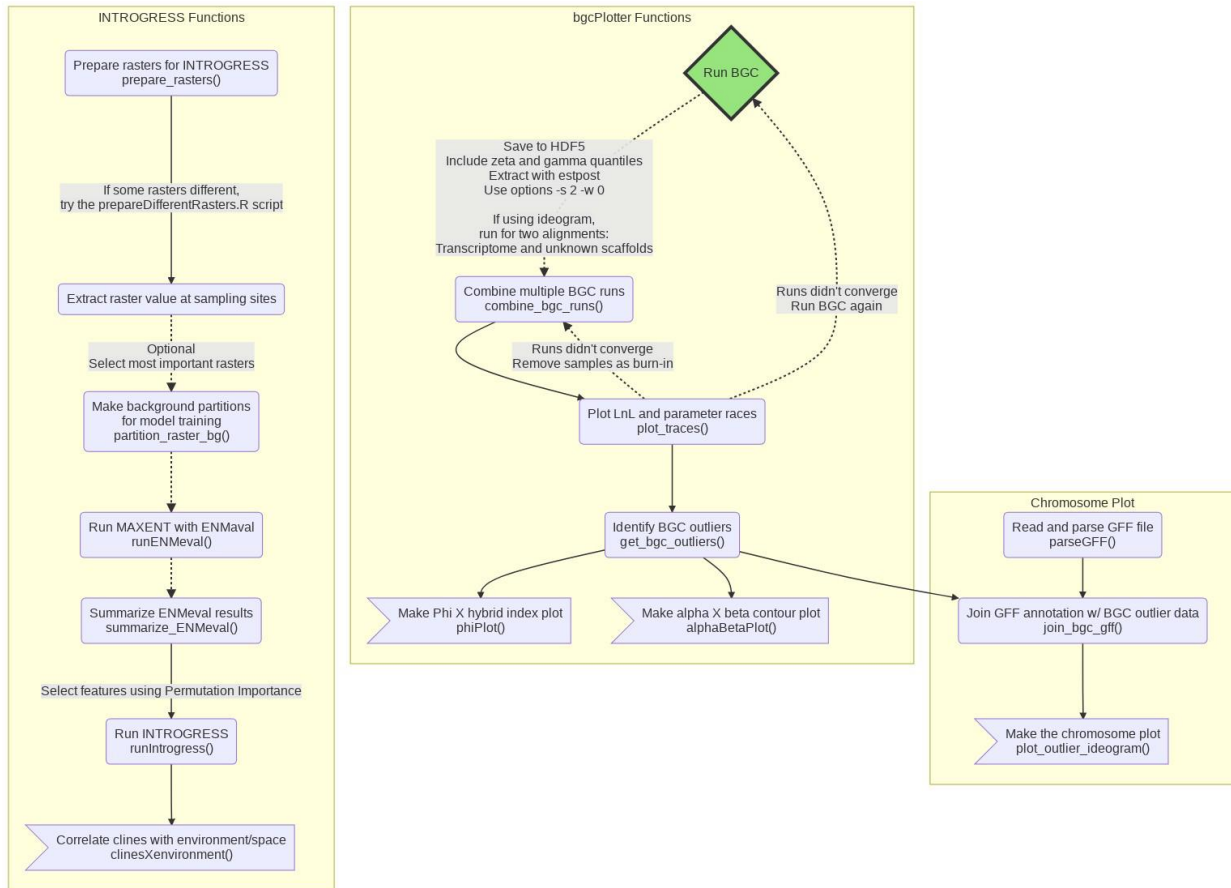 INTROGRESS Functions
Prepare rasters for INTROGRESS
prepare_rasters()
If some rasters different,
try the prepareDifferentRasters.R script
Extract raster value at sampling sites
Optional
Select most important rasters
Make background partitions
for model training
partition_raster_bg()
Run MAXENT with ENMaval
runENMeval()
Summarize ENMeval results
summarize_ENMeval()
Select features using Permutation Importance
Run INTROGRESS
runIntrogress()
Correlate clines with environment/space
clinesXenvironment()
bgcPlotter Functions
Run BGC
Save to HDF5
Include zeta and gamma quantiles
Extract with estpost
Use options -s 2 -w 0
If using ideogram,
run for two alignments:
Transcriptome and unknown scaffolds
Combine multiple BGC runs
combine_bgc_runs()
Runs didn't converge
Run BGC again
Runs didn't converge
Remove samples as burn-in
Plot LnL and parameter races
plot_traces()
Identify BGC outliers
get_bgc_outliers()
Make Phi X hybrid index plot
phiPlot()
Make alpha X beta contour plot
alphaBetaPlot()
Chromosome Plot
Read and parse GFF file
parseGFF()
Join GFF annotation w/ BGC outlier data
join_bgc_gff()
Make the chromosome plot
plot_outlier_ideogram()